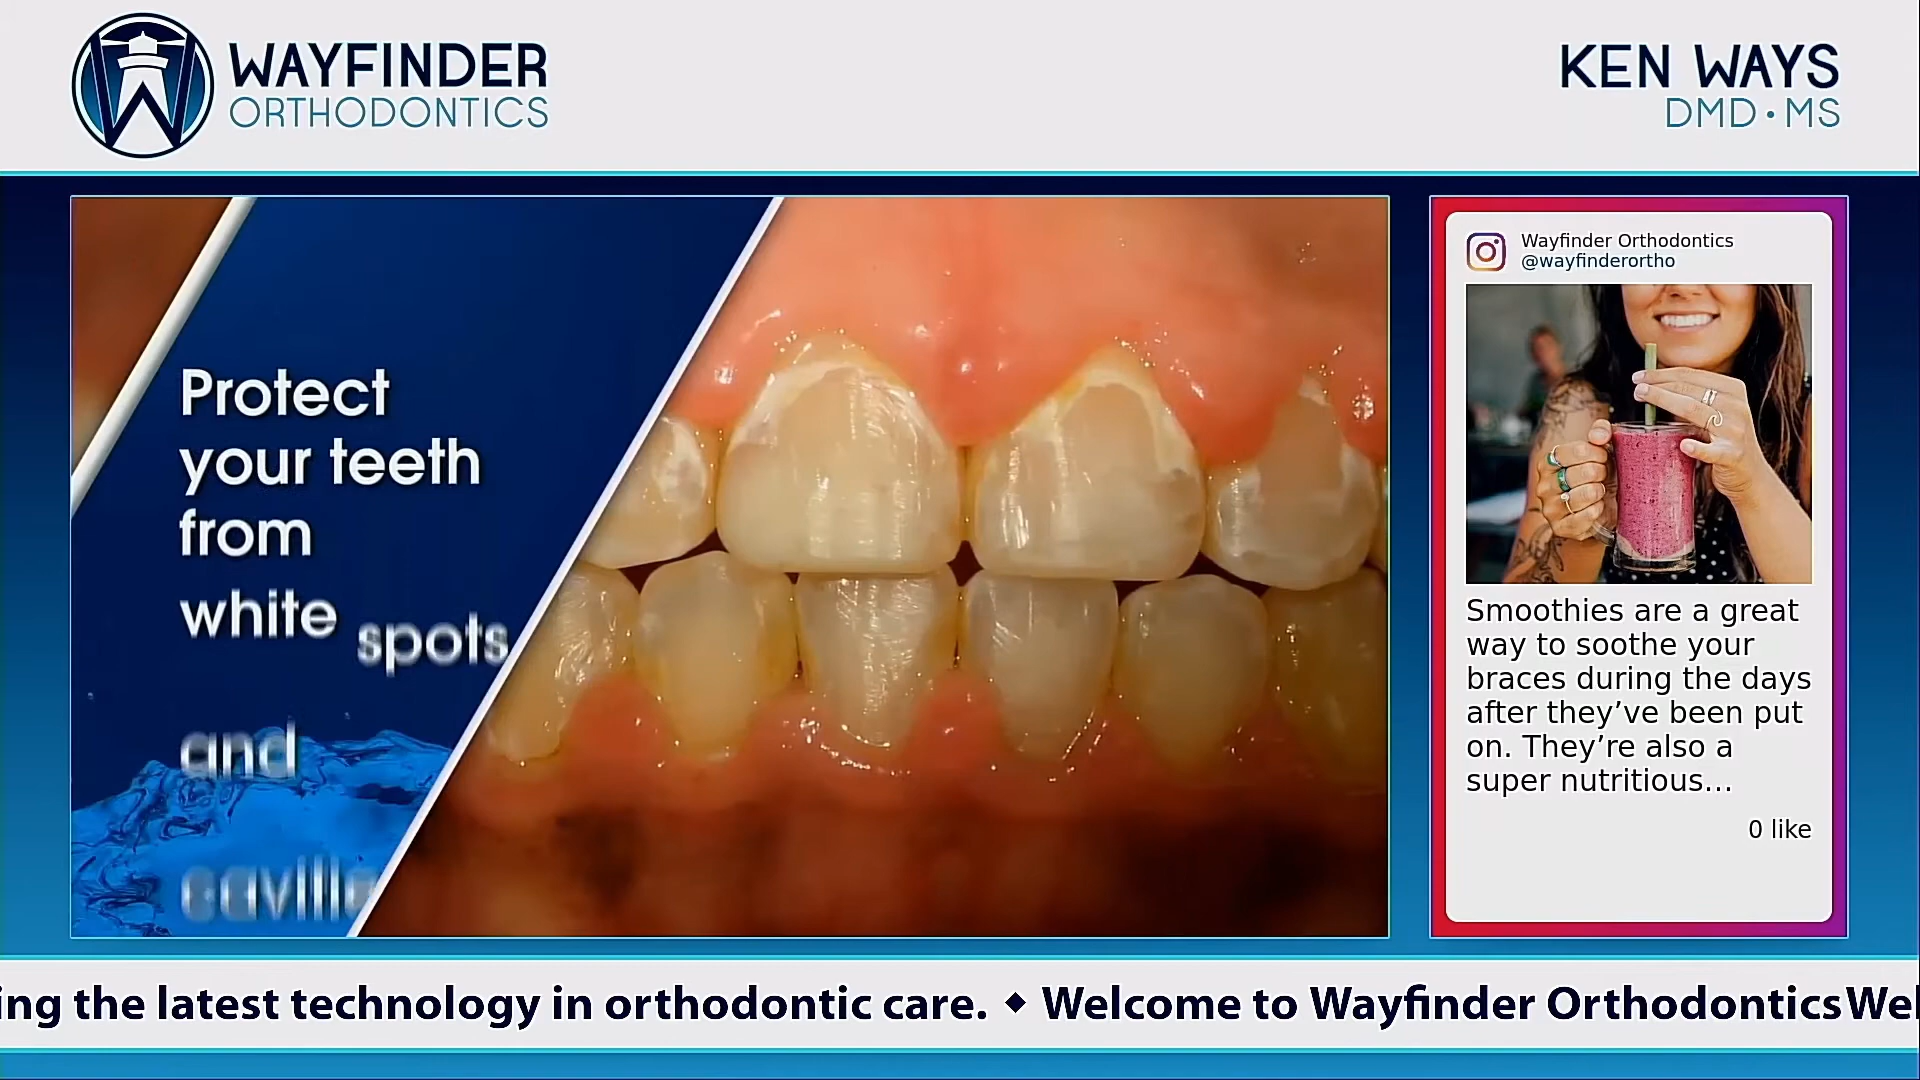 WAYFINDER
ORTHODONTICS
KEN WAYS
DMD • MS
Protect
your teeth
from
white spots
and
Wayfinder Orthodontics
@wayfinderortho
Smoothies are a great
way to soothe your
braces during the days
after they’ve been put
on. They’re also a
super nutritious...
0 like
ing the latest technology in orthodontic care. ◆ Welcome to Wayfinder OrthodonticsWel